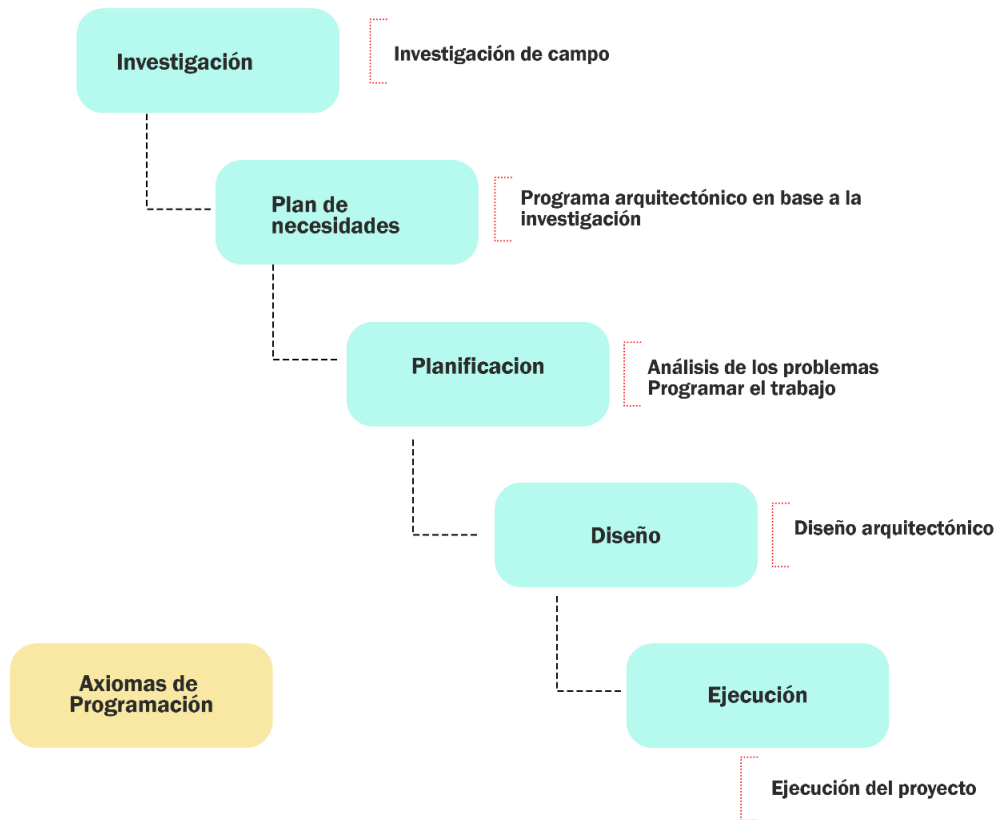 Investigación
Investigación de campo
Plan de
necesidades
Programa arquitectónico en base a la
investigación
Planificacion
Análisis de los problemas
Programar el trabajo
Diseño
Diseño arquitectónico
Axiomas de
Programación
Ejecución
Ejecución del proyecto